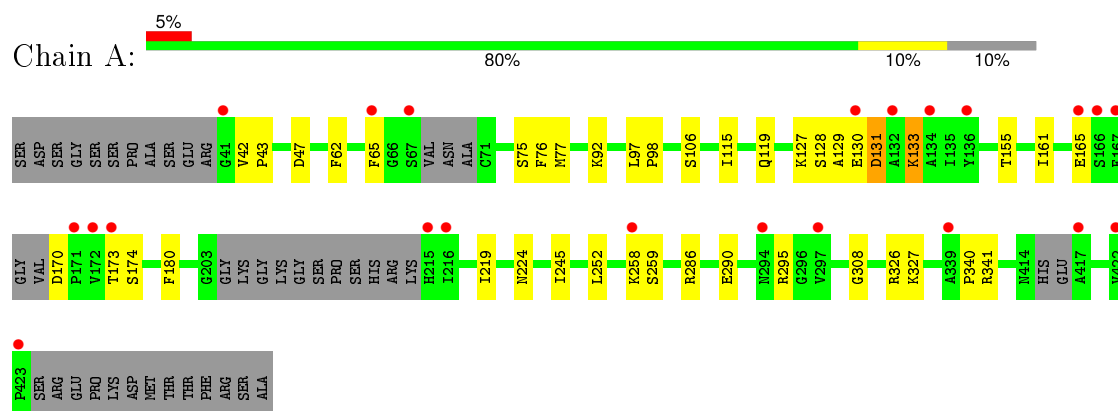 5%
Chain A:
80% 10% 10%
SER ASP SER GLY SER SER PRO ALA SER GLU ARG G41 V42 P43 D47 F62 F65 G66 S67 VAL ASN ALA C71 S75 F76 M77 K92 L97 P98 S106 I115 Q119 K127 S128 A129 E130 D131 A132 K133 A134 I135 Y136 T155 I161 E165 S166
GLY VAL D170 P171 V172 T173 S174 F180 G203 GLY LYS GLY LYS GLY SER PRO SER HIS ARG LYS H215 I216 I219 N224 I245 L252 K258 S259 R286 E290 N294 R295 G296 V297 G308 R326 K327 A339 P340 R341 N414 HIS GLU A417
P423 SER ARG GLU PRO LYS ASP MET THR THR PHE ARG SER ALA